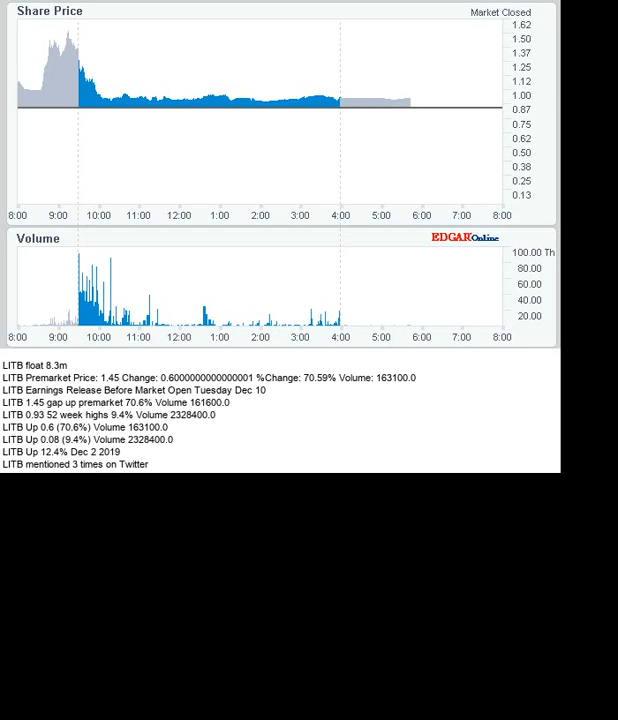 Share Price
Market Closed
1.62
1.50
1.37
1.25
1.12
1.00
0.87
0.75
0.62
0.50
0.38
0.25
0.13
8:00 9:00 10:00 11:00 12:00 1:00 2:00 3:00 4:00 5:00 6:00 7:00 8:00
Volume
EDGAROnline
100.00 Th
80.00
60.00
40.00
20.00
8:00 9:00 10:00 11:00 12:00 1:00 2:00 3:00 4:00 5:00 6:00 7:00 8:00
LITB float 8.3m
LITB Premarket Price: 1.45 Change: 0.6000000000000001 %Change: 70.59% Volume: 163100.0
LITB Earnings Release Before Market Open Tuesday Dec 10
LITB 1.45 gap up premarket 70.6% Volume 161600.0
LITB 0.93 52 week highs 9.4% Volume 2328400.0
LITB Up 0.6 (70.6%) Volume 163100.0
LITB Up 0.08 (9.4%) Volume 2328400.0
LITB Up 12.4% Dec 2 2019
LITB mentioned 3 times on Twitter